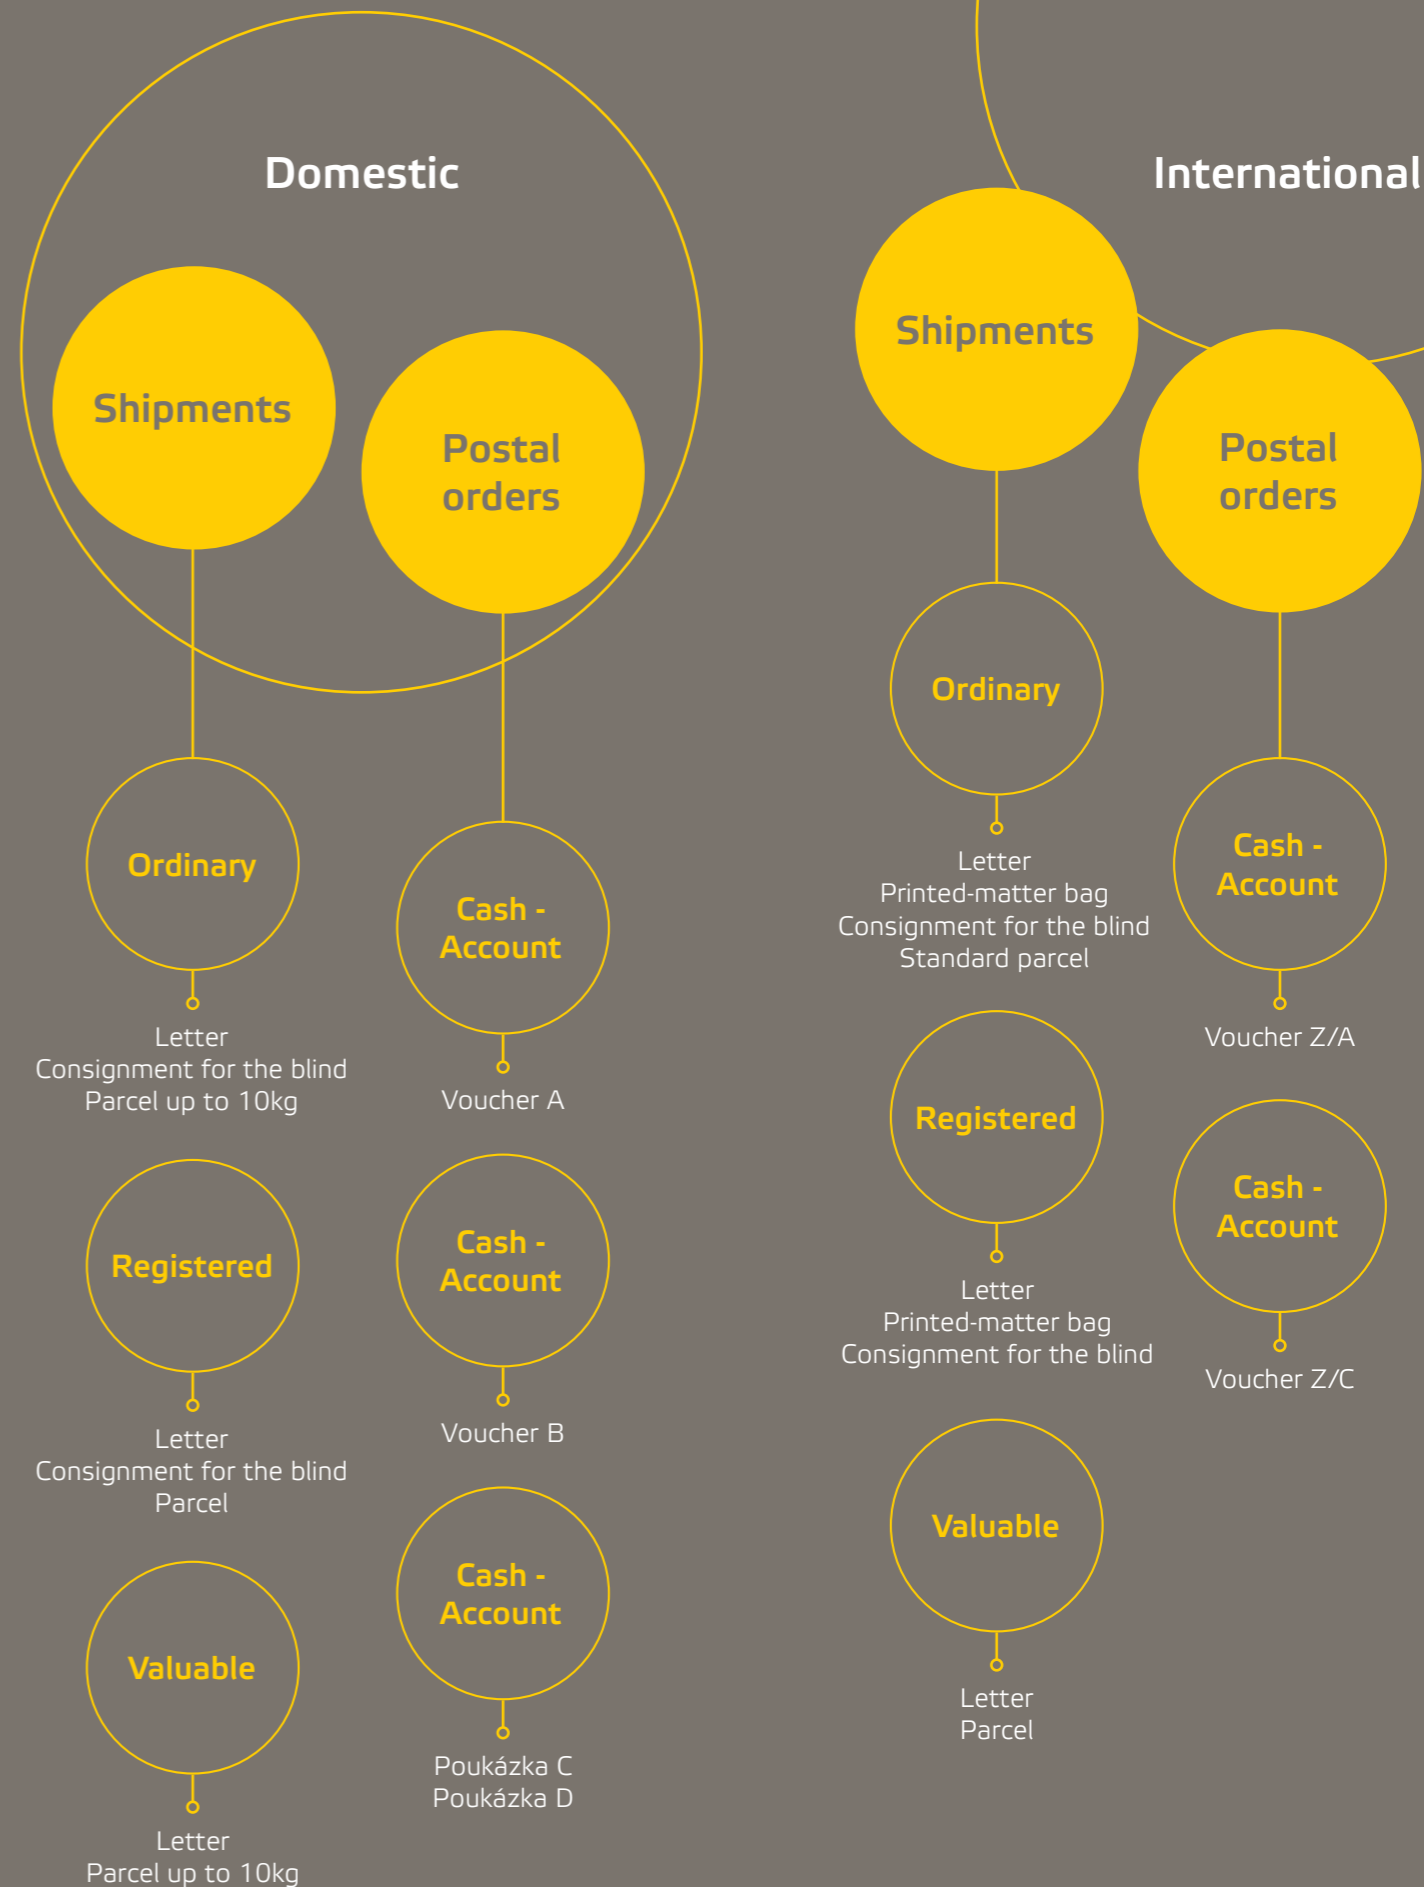 Domestic
Shipments
Postal
orders
Ordinary
Letter
Consignment for the blind
Parcel up to 10kg
Registered
Letter
Consignment for the blind
Parcel
Valuable
Letter
Parcel up to 10kg
Cash -
Account
Voucher A
Cash -
Account
Voucher B
Cash -
Account
Poukázka C
Poukázka D
International
Shipments
Postal
orders
Ordinary
Letter
Printed-matter bag
Consignment for the blind
Standard parcel
Registered
Letter
Printed-matter bag
Consignment for the blind
Valuable
Letter
Parcel
Cash -
Account
Voucher Z/A
Cash -
Account
Voucher Z/C